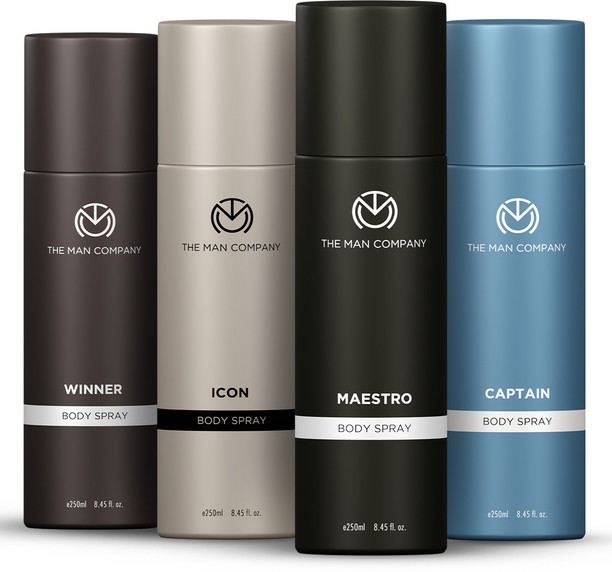 THE MAN COMPANY
WINNER
BODY SPRAY
e250ml 8.45 fl. oz.
THE MAN COMPANY
ICON
BODY SPRAY
e250ml 8.45 fl. oz.
THE MAN COMPANY
MAESTRO
BODY SPRAY
e250ml 8.45 fl. oz.
THE MAN COMPANY
CAPTAIN
BODY SPRAY
e250ml 8.45 fl. oz.